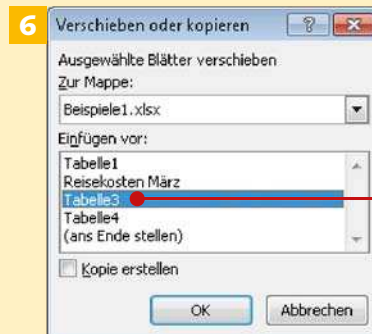 6
Verschieben oder kopieren
Ausgewählte Blätter verschieben
Zur Mappe:
Beispiele1.xlsx
Einfügen vor:
Tabelle1
Reisekosten März
Tabelle3
Tabelle4
(ans Ende stellen)
Kopie erstellen
OK Abbrechen